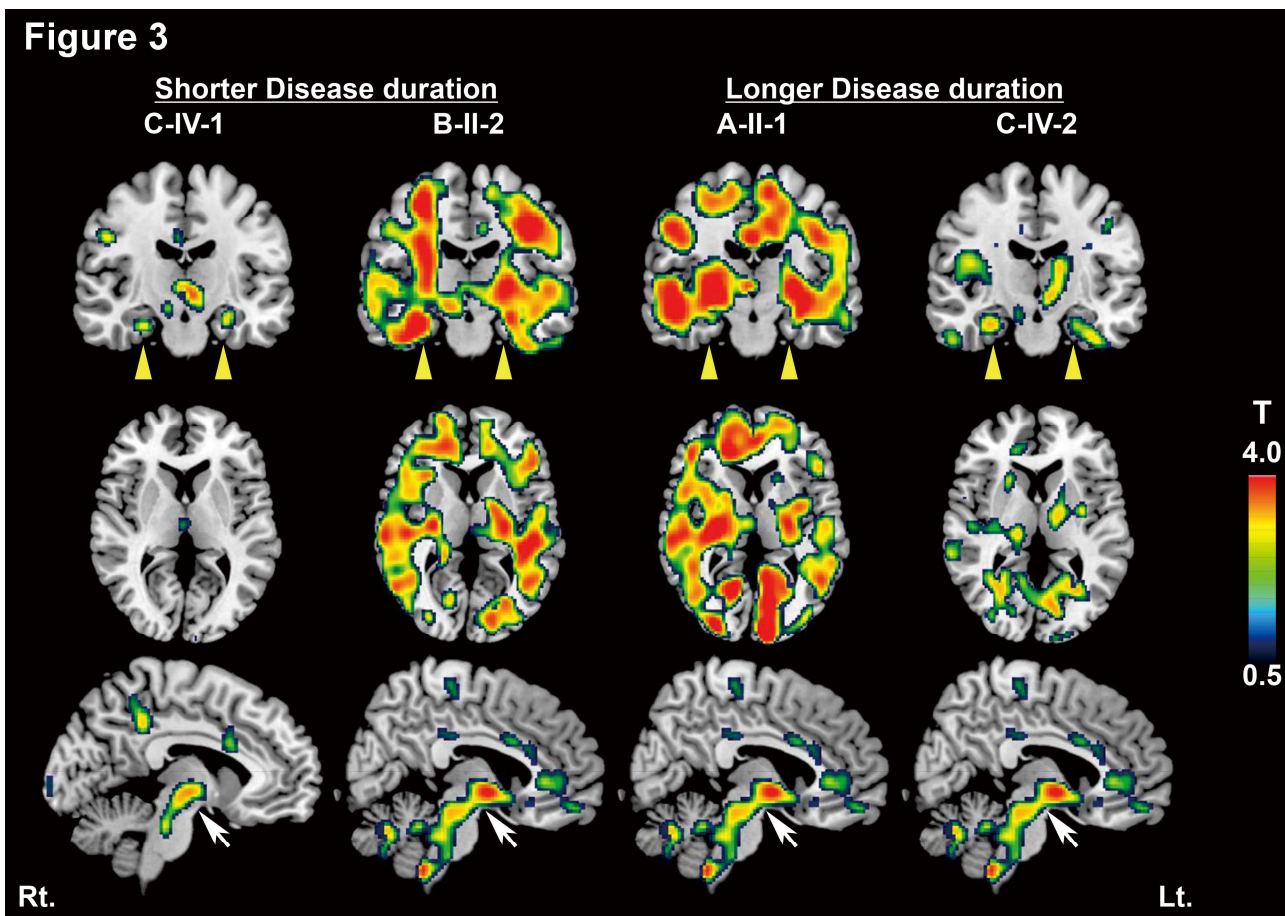 Figure 3
Shorter Disease duration
Longer Disease duration
C-IV-1
B-II-2
A-II-1
C-IV-2
T
4.0
0.5
Rt.
Lt.